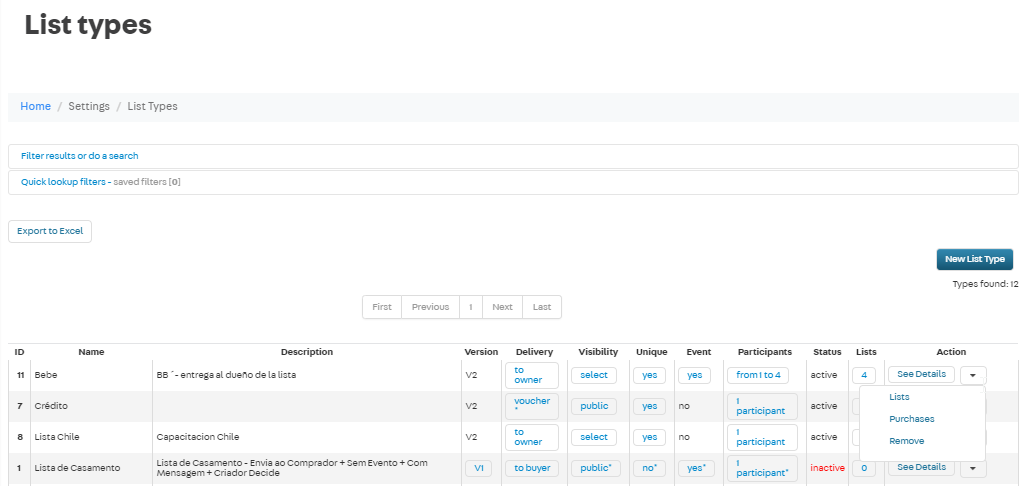 List types
Home / Settings / List Types
Filter results or do a search
Quick lookup filters - saved filters [0]
Export to Excel
New List Type
Types found: 12
First Previous 1 Next Last
ID Name Description Version Delivery Visibility Unique Event Participants Status Lists Action
11 Bebe BB ´- entrega al dueño de la lista V2 to owner select yes yes from 1 to 4 active 4 See Details
7 Crédito V2 voucher * public yes no 1 participant active
Lists
Purchases
8 Lista Chile Capacitacion Chile V2 to owner select yes no 1 participant active
Remove
1 Lista de Casamento Lista de Casamento - Envia ao Comprador + Sem Evento + Com Mensagem + Criador Decide V1 to buyer public* no* yes* 1 participant* inactive 0 See Details